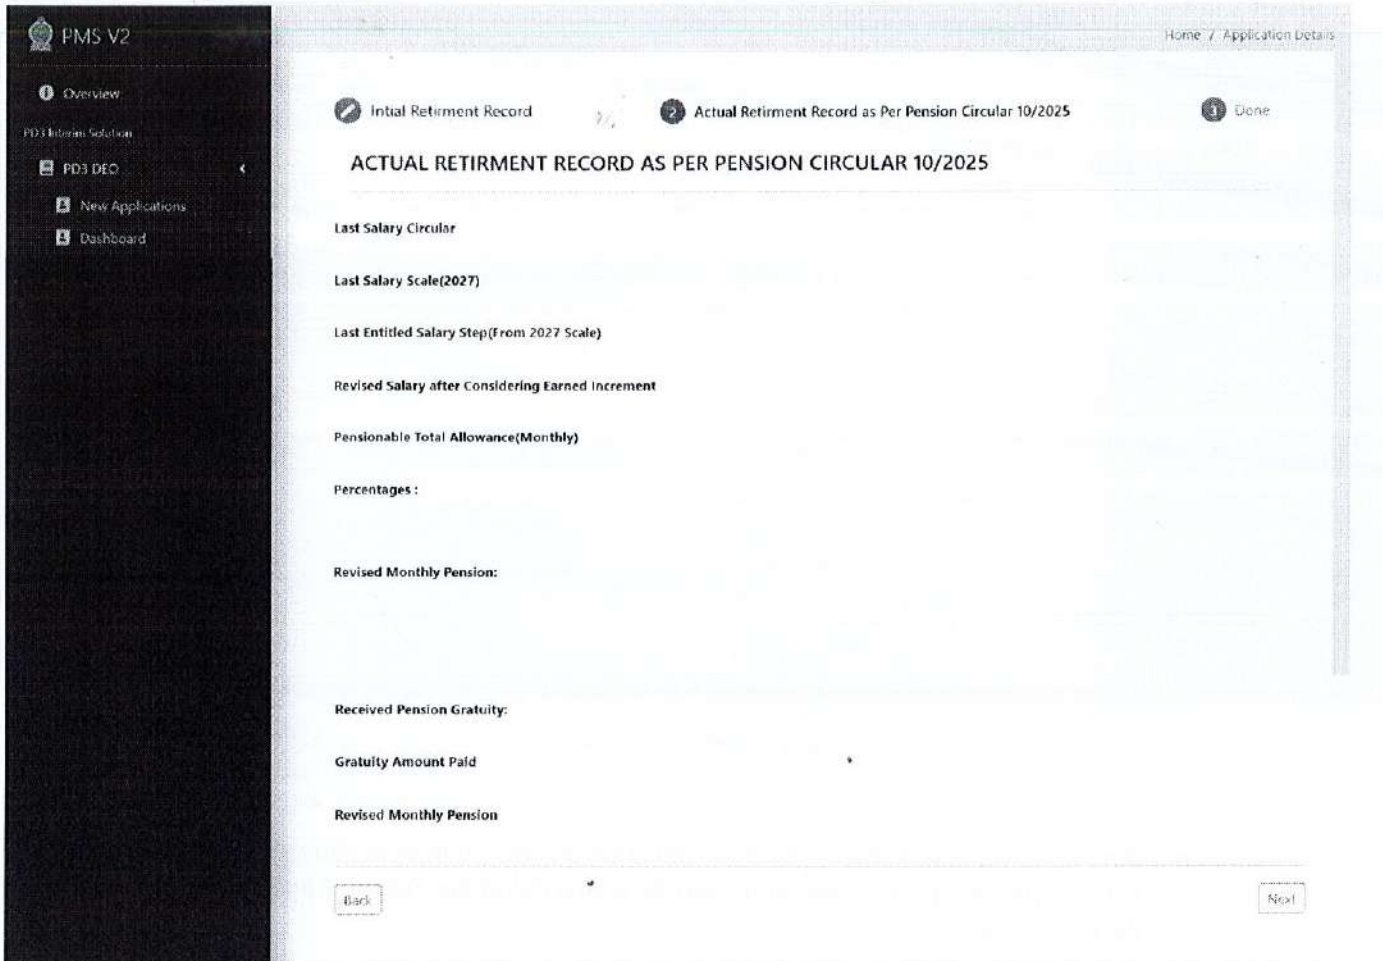 PMS V2
Home / Application Details
Overview
PD3 Interim Solution
PD3 DEO
New Applications
Dashboard
Intial Retirment Record
2 Actual Retirment Record as Per Pension Circular 10/2025
3 Done
ACTUAL RETIRMENT RECORD AS PER PENSION CIRCULAR 10/2025
Last Salary Circular
Last Salary Scale(2027)
Last Entitled Salary Step(From 2027 Scale)
Revised Salary after Considering Earned Increment
Pensionable Total Allowance(Monthly)
Percentages :
Revised Monthly Pension:
Received Pension Gratuity:
Gratuity Amount Paid
Revised Monthly Pension
Back
Next